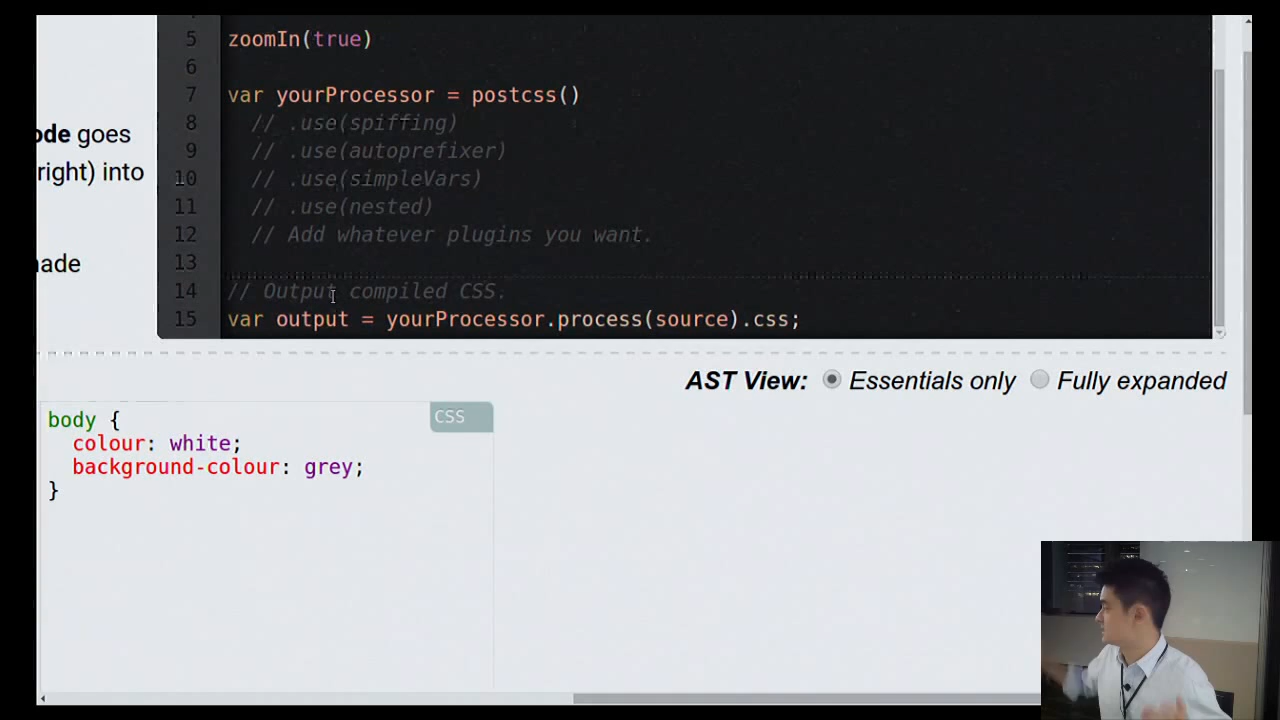 5 zoomIn(true)
6
7 var yourProcessor = postcss()
8 // .use(spiffing)
9 // .use(autoprefixer)
10 // .use(simpleVars)
11 // .use(nested)
12 // Add whatever plugins you want.
13
14 // Output compiled CSS.
15 var output = yourProcessor.process(source).css;
ode goes
right) into
ade
AST View: Essentials only Fully expanded
CSS
body {
colour: white;
background-colour: grey;
}